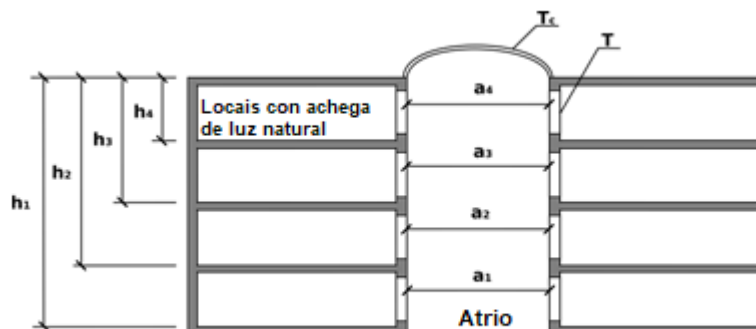 Tc
T
Locais con achega
de luz natural
a4
h4
h3
a3
h2
h1
a2
a1
Atrio